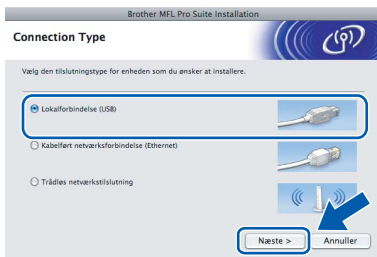 Brother MFL Pro Suite Installation
Connection Type
Vælg den tilslutningstype for enheden som du ønsker at installere.
Lokalforbindelse (USB)
Kabelført netværksforbindelse (Ethernet)
Trådløs netværkstilslutning
Næste > Annuller